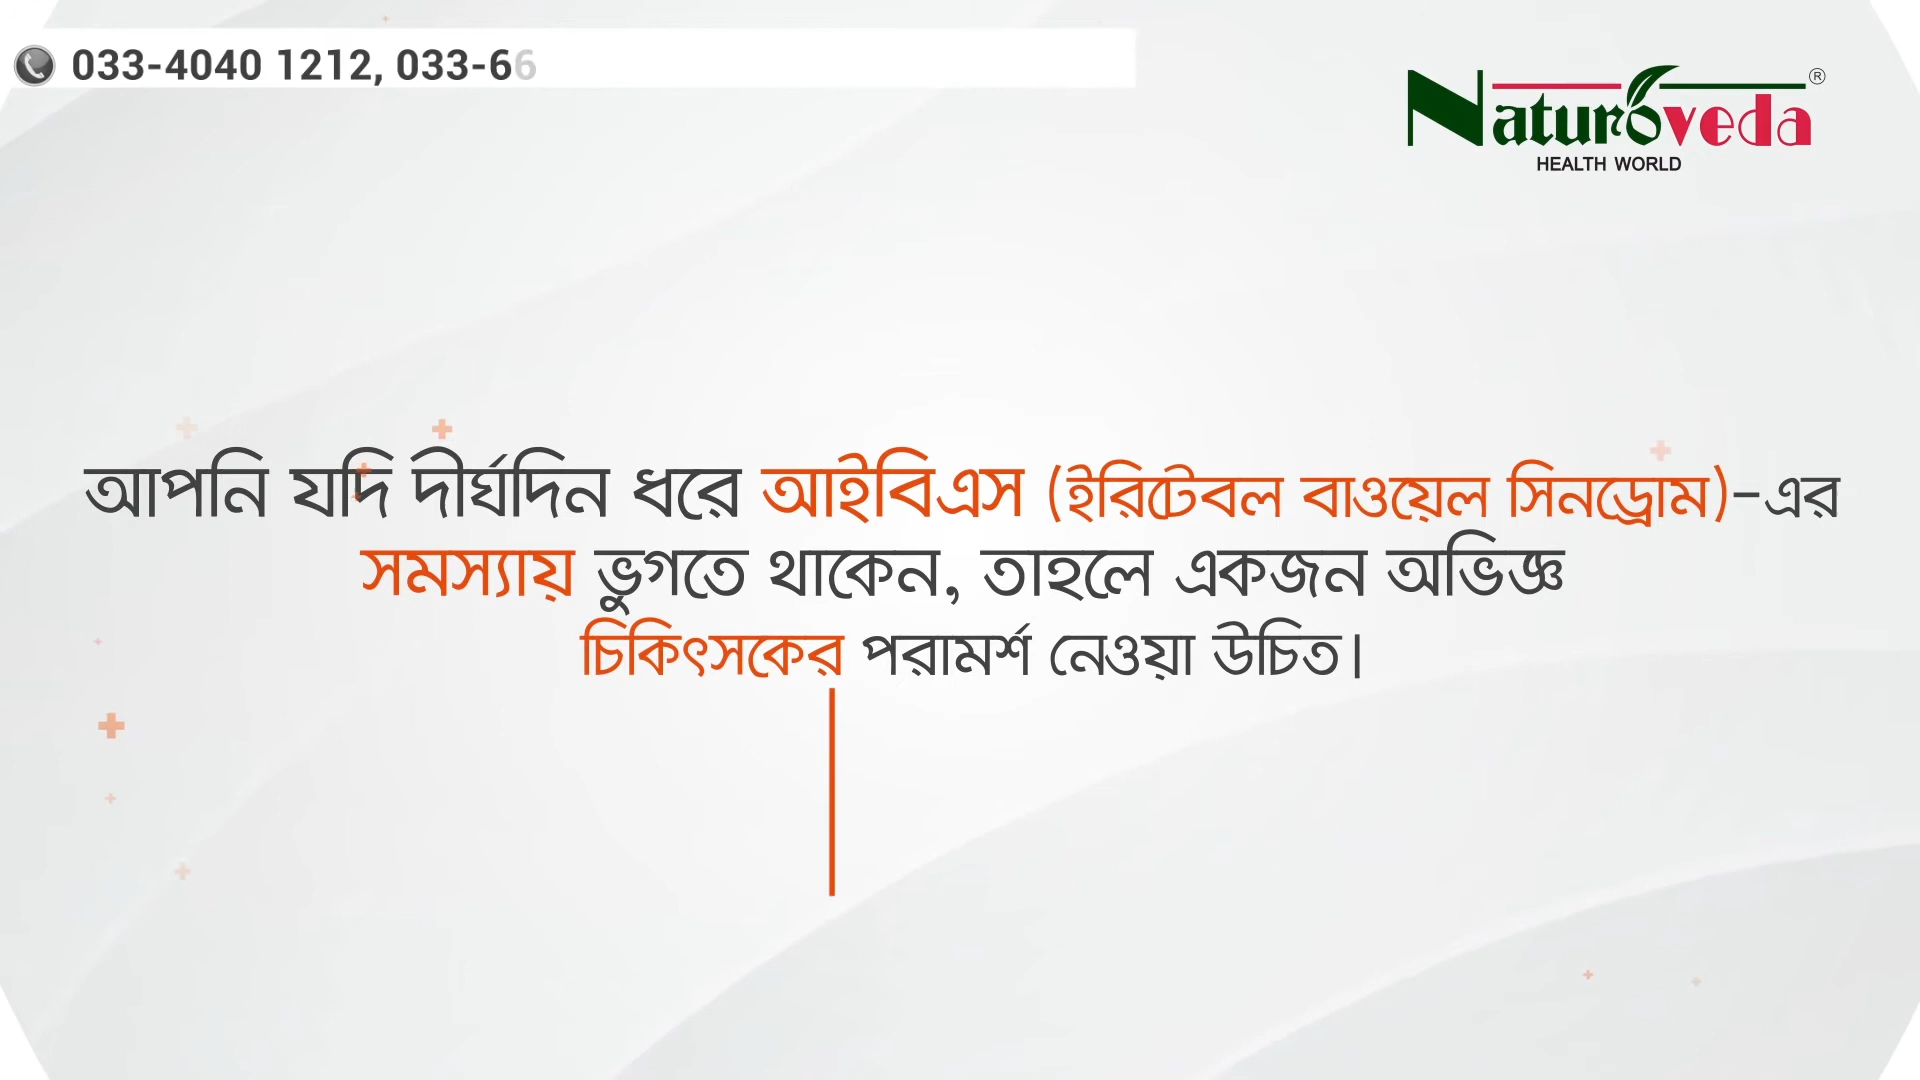 033-4040 1212, 033-66
Naturoveda®
HEALTH WORLD
আপনি যদি দীর্ঘদিন ধরে আইবিএস (ইরিটেবল বাওয়েল সিনড্রোম)-এর
সমস্যায় ভুগতে থাকেন, তাহলে একজন অভিজ্ঞ
চিকিৎসকের পরামর্শ নেওয়া উচিত।